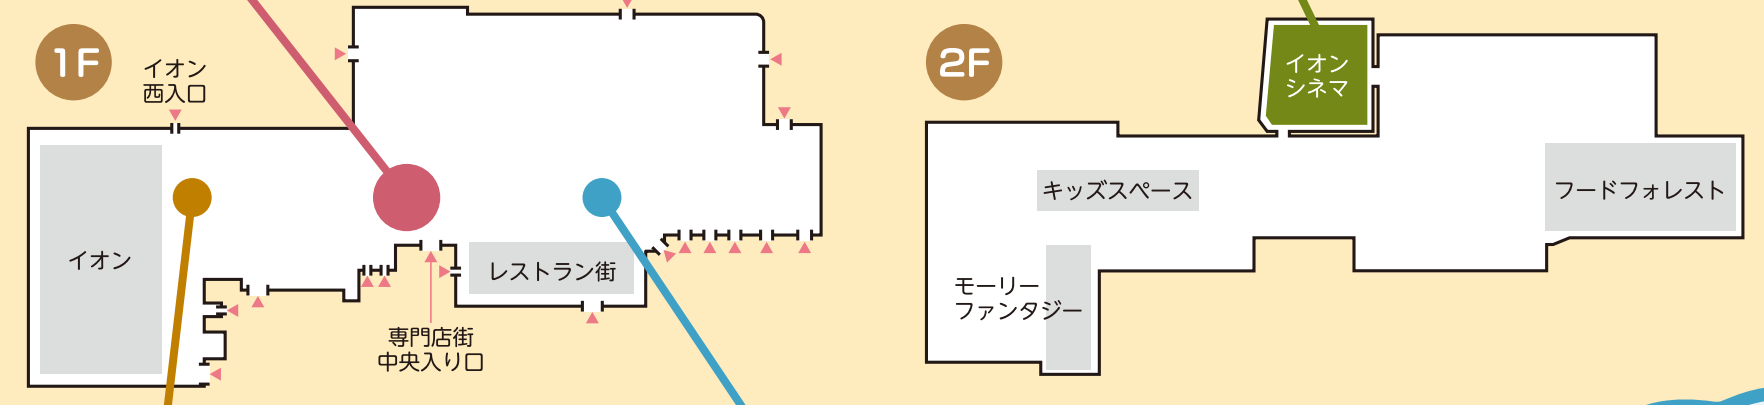 1F
イオン
西入口
イオン
レストラン街
専門店街
中央入り口
2F
イオン
シネマ
キッズスペース
フードフォレスト
モーリー
ファンタジー